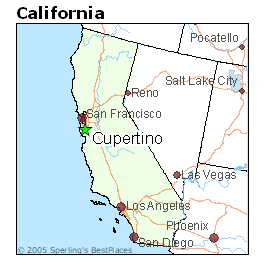 California
Pocatello
Salt Lake City
Reno
San Francisco
Cupertino
Las Vegas
Los Angeles
Phoenix
San Diego
© 2005 Sperling's BestPlaces